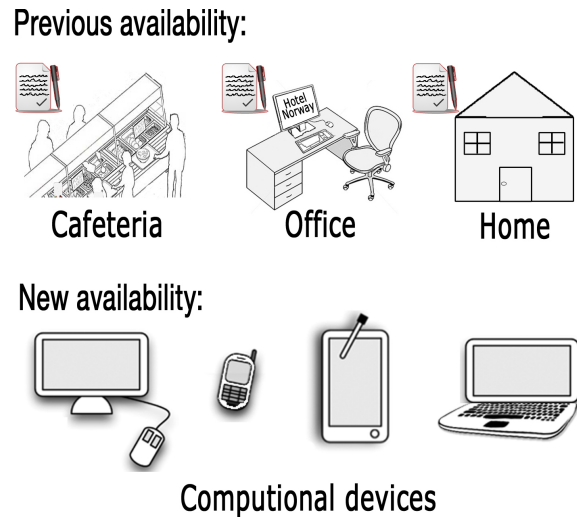 Previous availability:
Hotel
Norway
Cafeteria
Office
Home
New availability:
Computional devices